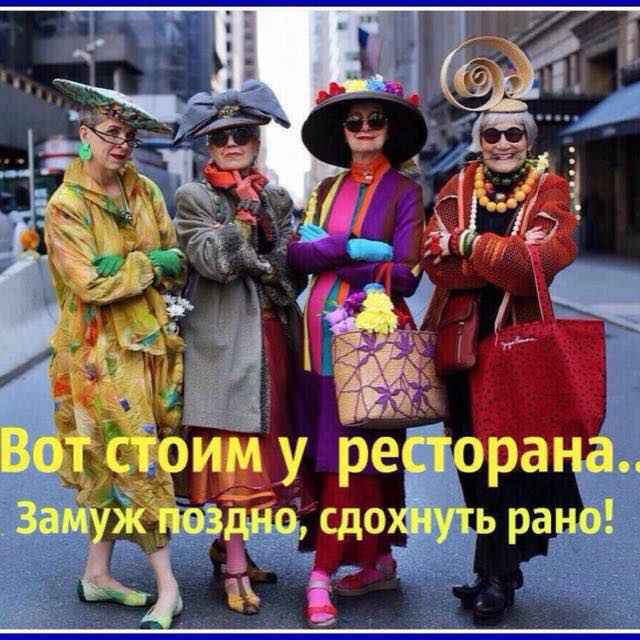 Вот стоим у ресторана..
Замуж поздно, сдохнуть рано!